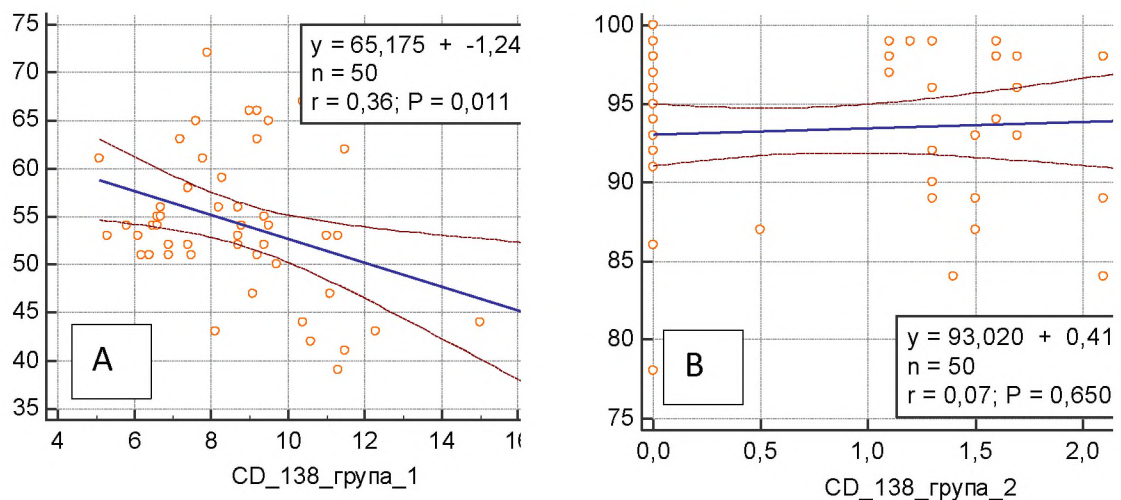 75
70
65
60
55
50
45
40
35
y = 65,175 + -1,24
n = 50
r = 0,36; P = 0,011
A
4 6 8 10 12 14 16
CD_138_група_1
100
95
90
85
80
75
y = 93,020 + 0,41
n = 50
r = 0,07; P = 0,650
B
0,0 0,5 1,0 1,5 2,0
CD_138_група_2